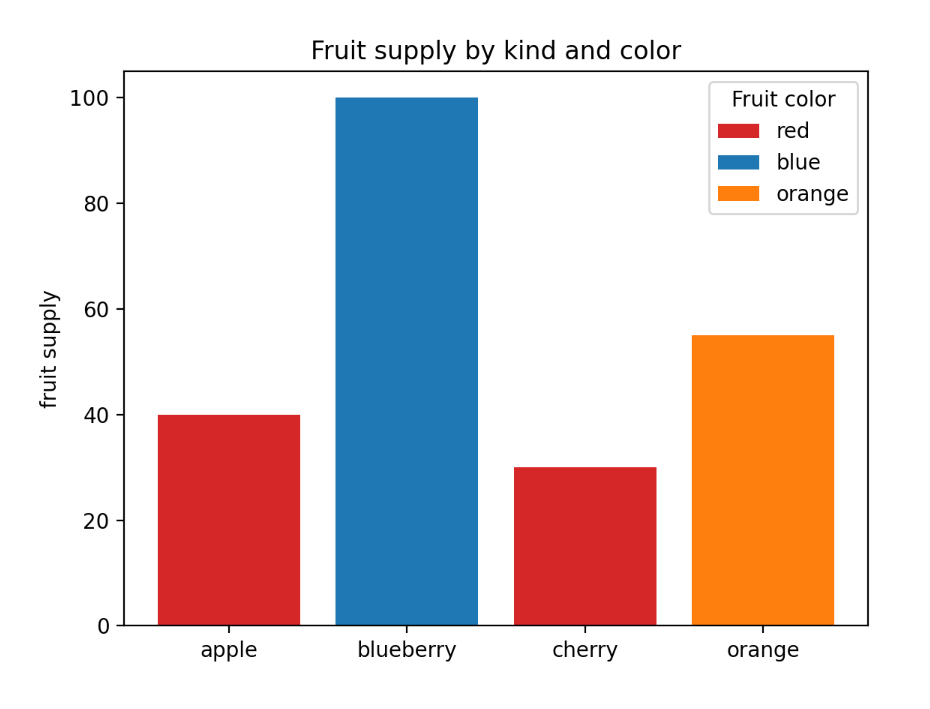 Fruit supply by kind and color
Fruit color
red
blue
orange
fruit supply
100
80
60
40
20
0
apple blueberry cherry orange